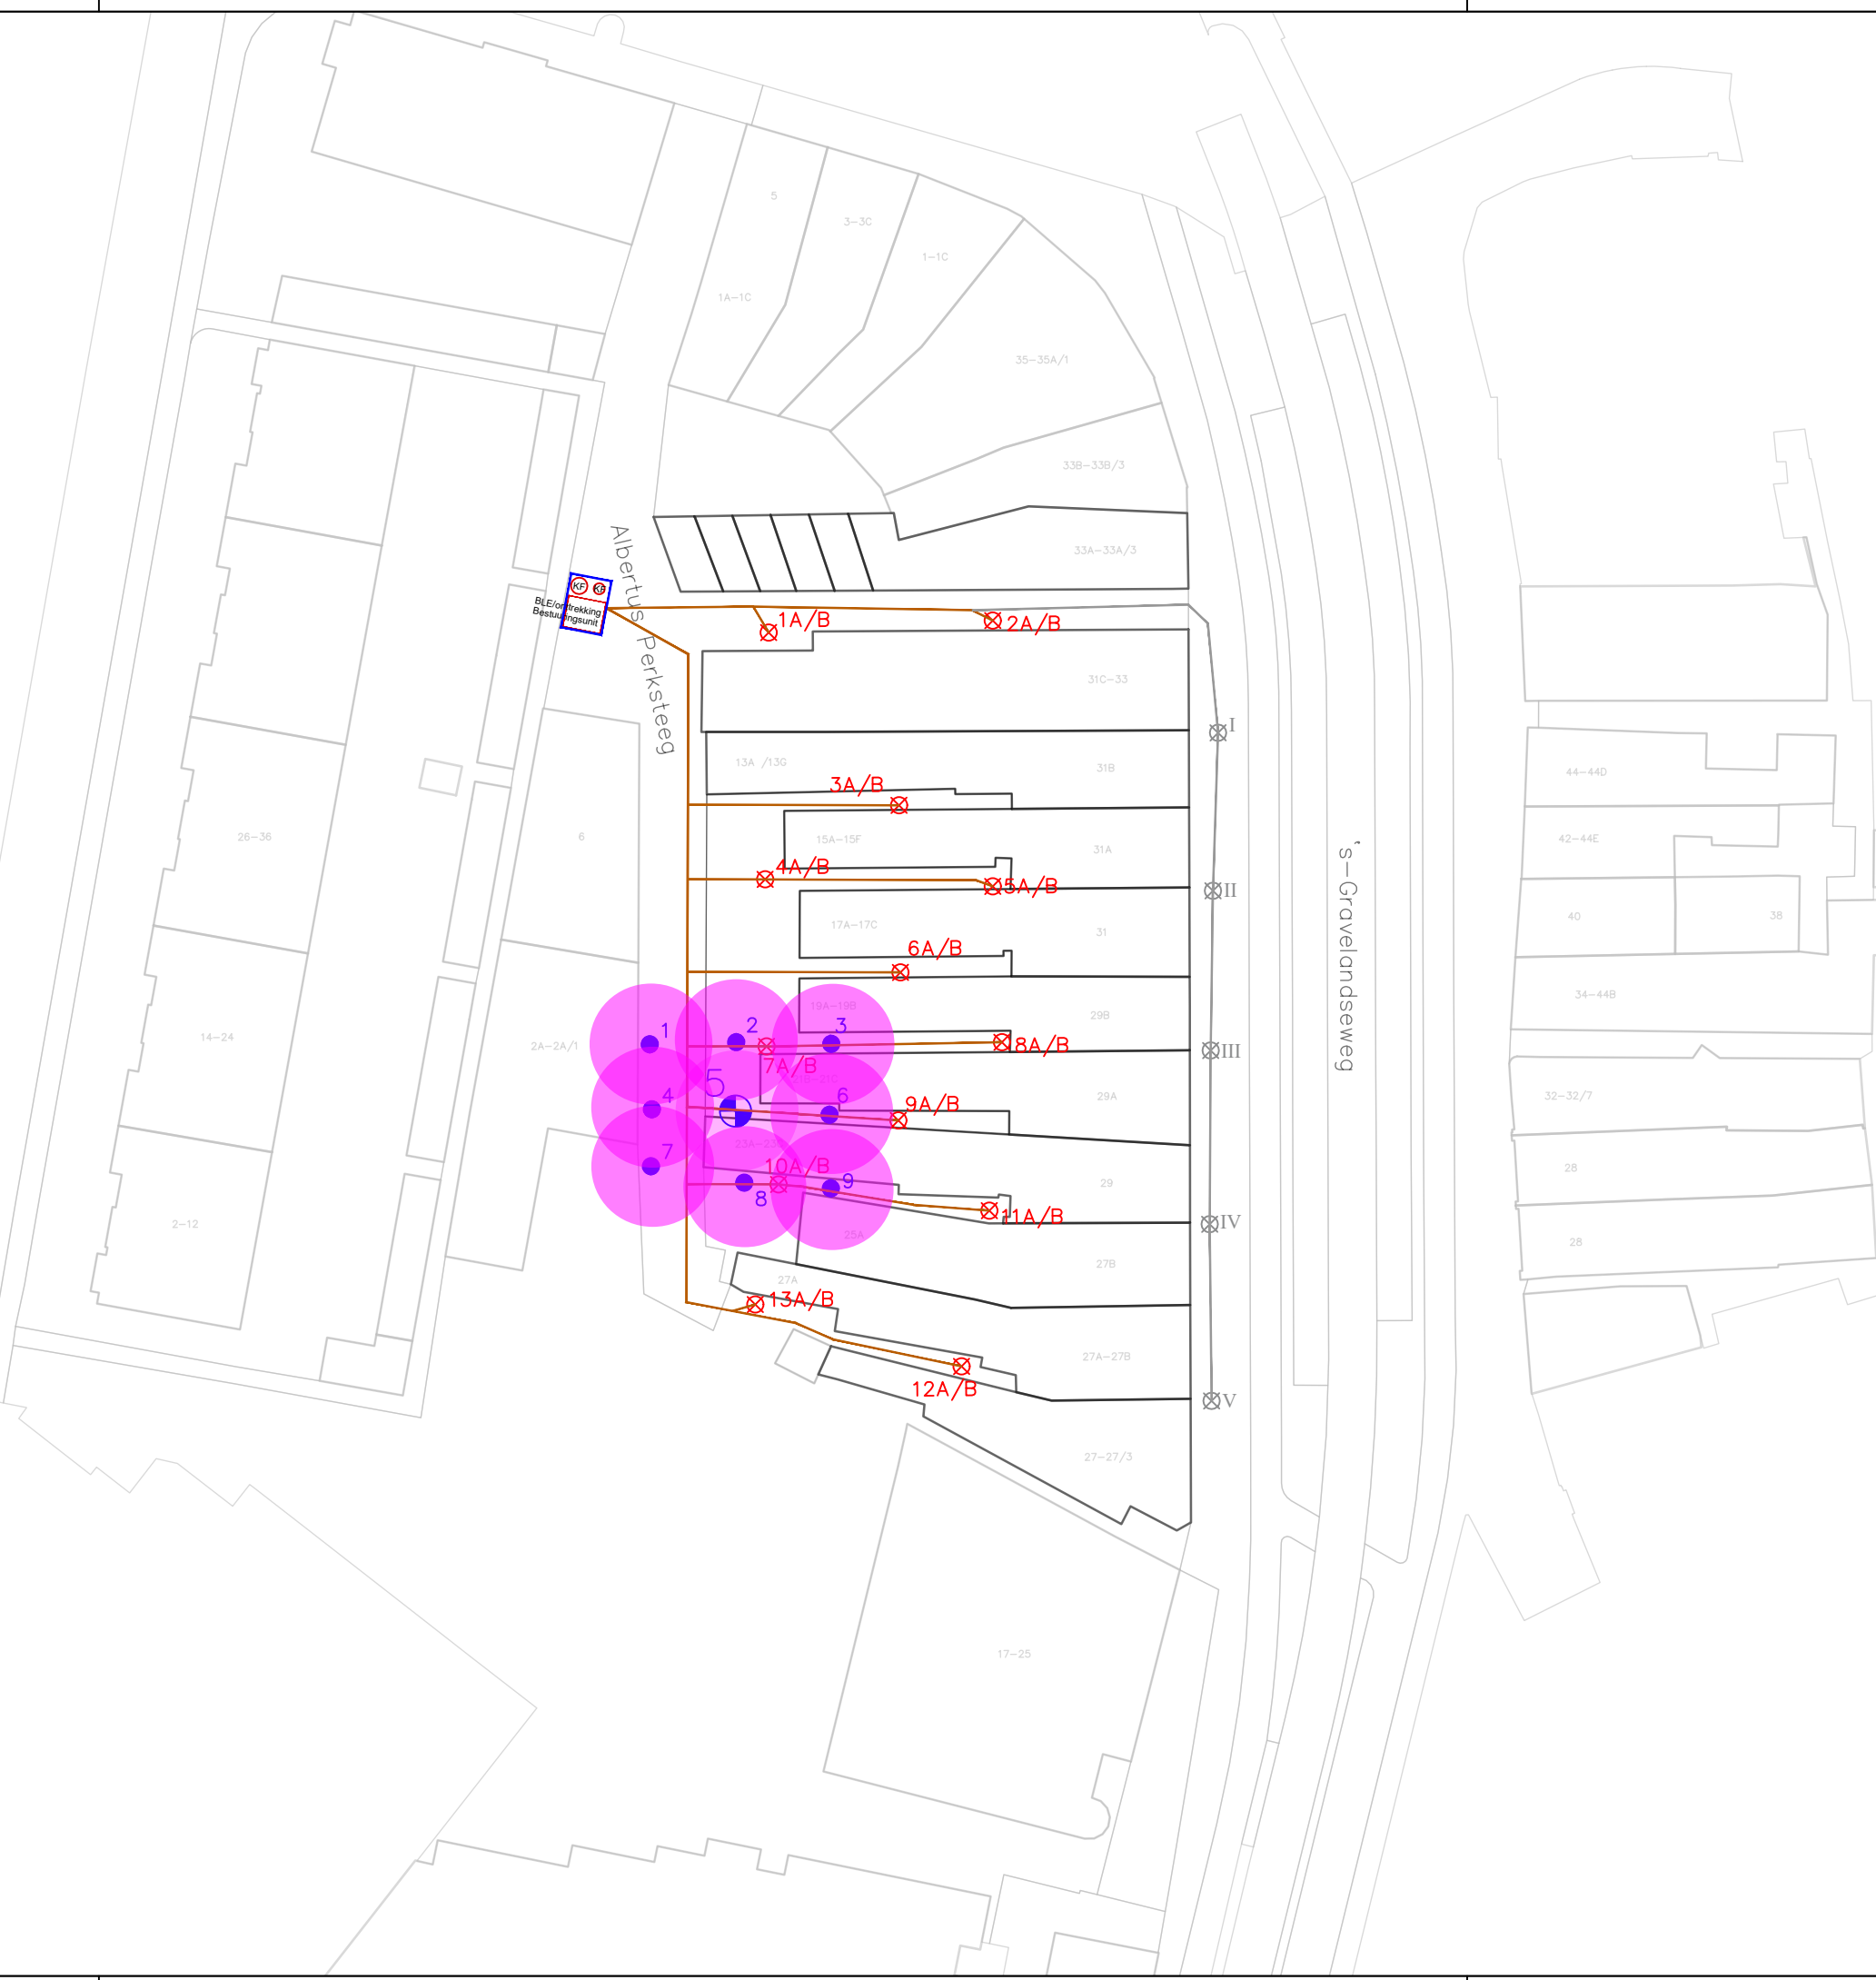 5
3-3C
1-1C
1A-1C
35-35A/1
33B-33B/3
33A-33A/3
KF KF
BLE/onttrekking
Besturingsunit
Albertus Perksteeg
1A/B
2A/B
31C-33
I
13A /13G
31B
3A/B
44-44D
26-36
6
15A-15F
31A
42-44E
4A/B
5A/B
II
's-Gravelandseweg
17A-17C
31
40
38
6A/B
34-44B
19A-19B
29B
14-24
2A-2A/1
1
2
3
8A/B
III
7A/B
5
29A
32-32/7
4
6
9A/B
7
10A/B
28
9
29
8
2-12
11A/B
IV
25A
28
27B
27A
13A/B
27A-27B
12A/B
V
27-27/3
17-25